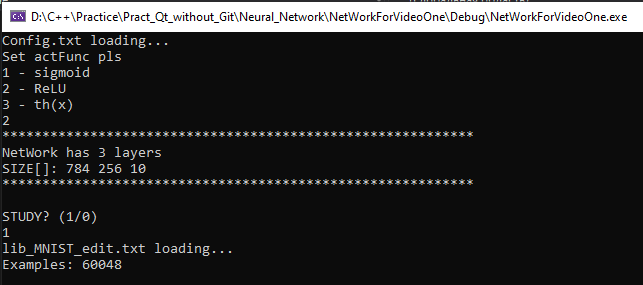 D:\C++\Practice\Pract_Qt_without_Git\Neural_Network\NetWorkForVideoOne\Debug\NetWorkForVideoOne.exe
Config.txt loading...
Set actFunc pls
1 - sigmoid
2 - ReLU
3 - th(x)
2
***********************************************************
NetWork has 3 layers
SIZE[]: 784 256 10
***********************************************************
STUDY? (1/0)
1
lib_MNIST_edit.txt loading...
Examples: 60048